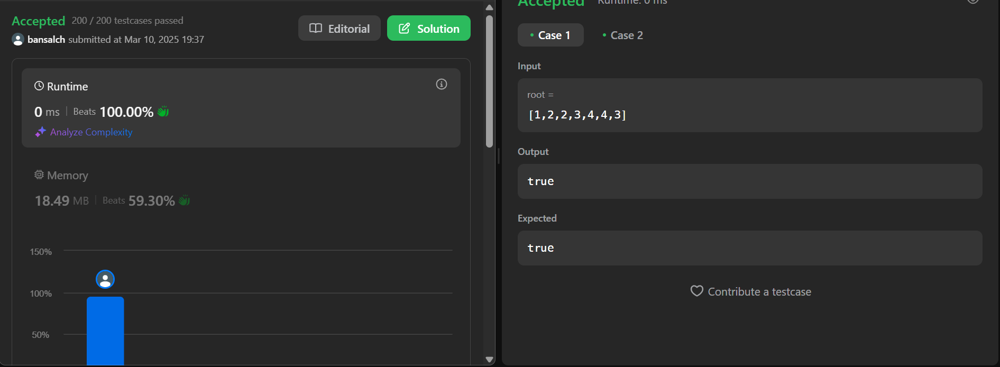 Accepted 200 / 200 testcases passed
bansalch submitted at Mar 10, 2025 19:37
Editorial
Solution
Runtime
0 ms | Beats 100.00%
Analyze Complexity
Memory
18.49 MB | Beats 59.30%
150%
100%
50%
Accepted Runtime: 0 ms
• Case 1 • Case 2
Input
root =
[1,2,2,3,4,4,3]
Output
true
Expected
true
Contribute a testcase